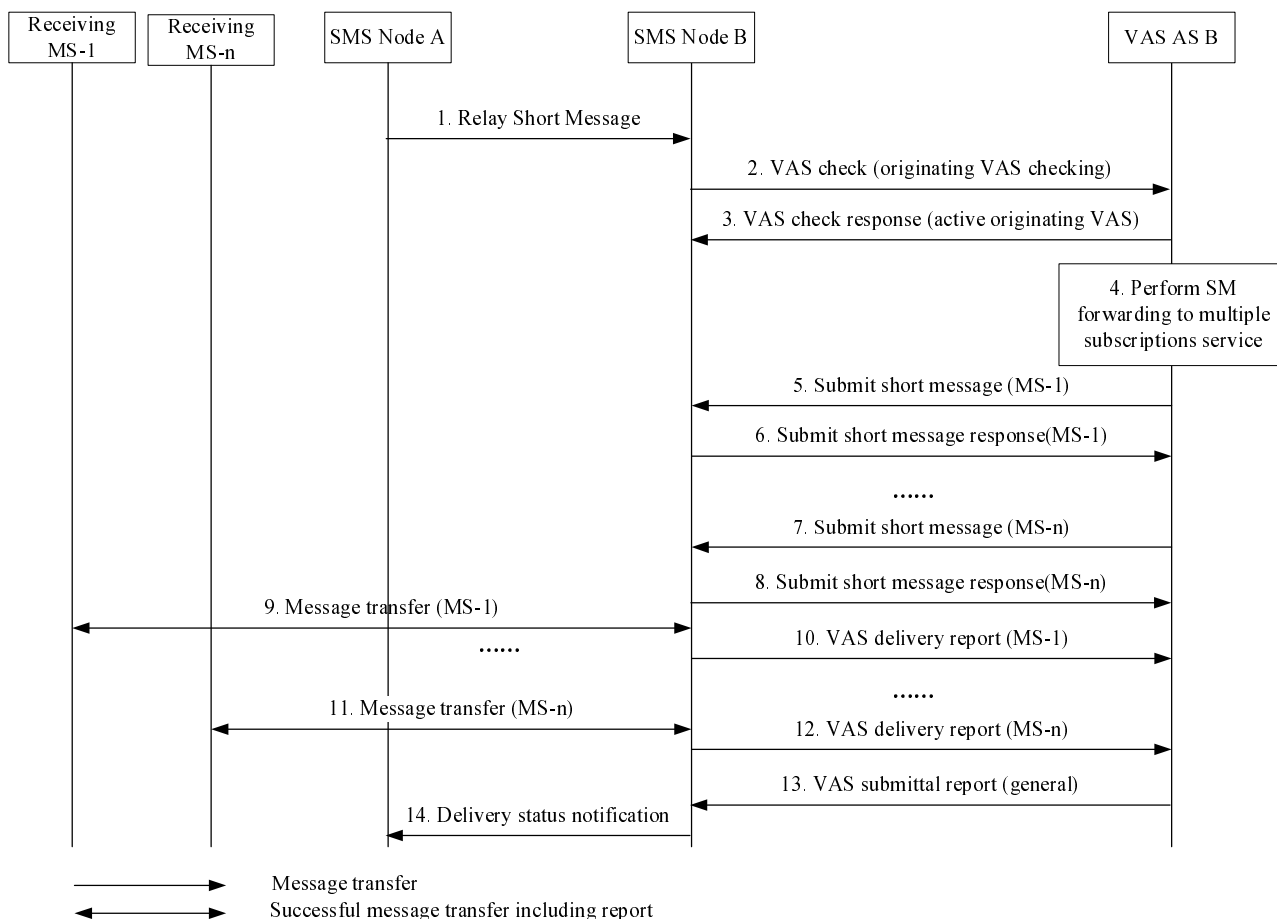 Receiving
MS-1
Receiving
MS-n
SMS Node A
SMS Node B
VAS AS B
1. Relay Short Message
2. VAS check (originating VAS checking)
3. VAS check response (active originating VAS)
4. Perform SM
forwarding to multiple
subscriptions service
5. Submit short message (MS-1)
6. Submit short message response(MS-1)
......
7. Submit short message (MS-n)
8. Submit short message response(MS-n)
9. Message transfer (MS-1)
10. VAS delivery report (MS-1)
......
......
11. Message transfer (MS-n)
12. VAS delivery report (MS-n)
13. VAS submittal report (general)
14. Delivery status notification
Message transfer
Successful message transfer including report